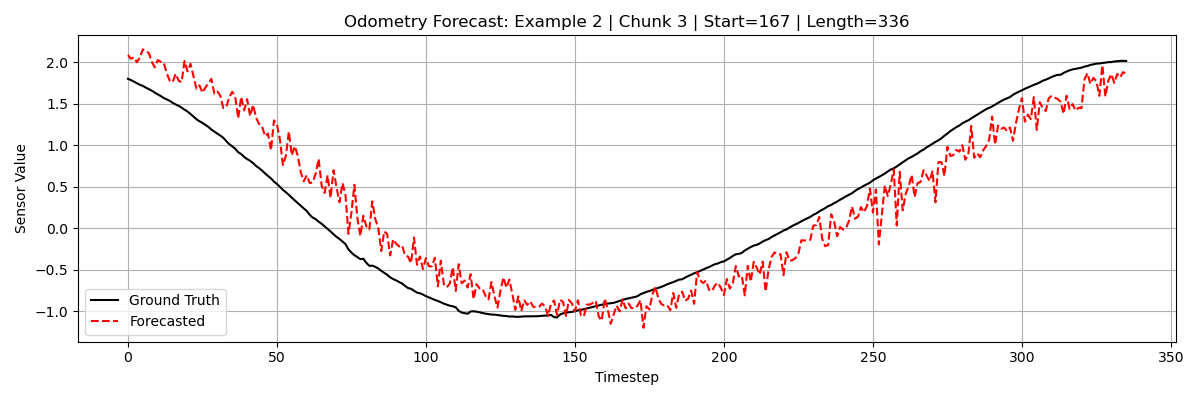 Odometry Forecast: Example 2 | Chunk 3 | Start=167 | Length=336
Sensor Value
2.0
1.5
1.0
0.5
0.0
−0.5
−1.0
Ground Truth
Forecasted
0 50 100 150 200 250 300 350
Timestep